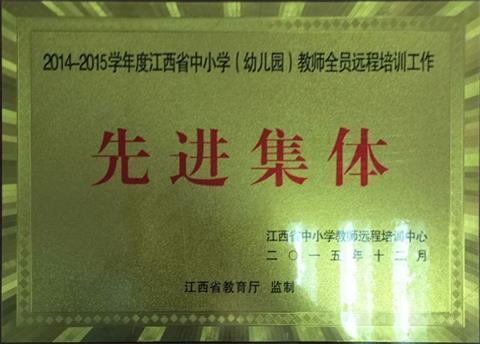 2014-2015学年度江西省中小学（幼儿园）教师全员远程培训工作
先进集体
江西省中小学教师远程培训中心
二〇一五年十二月
江西省教育厅 监制